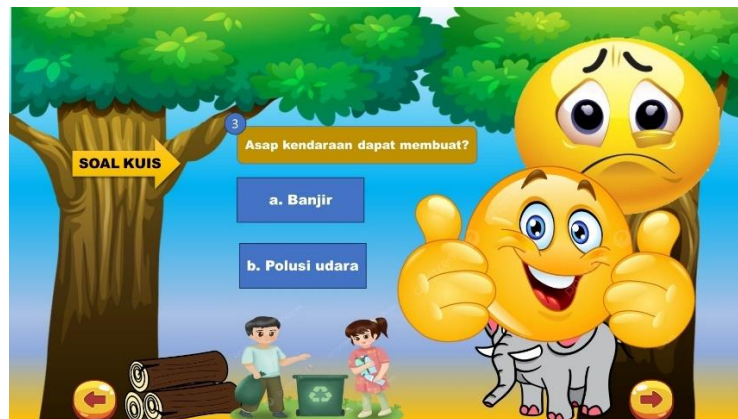 SOAL KUIS
3
Asap kendaraan dapat membuat?
a. Banjir
b. Polusi udara